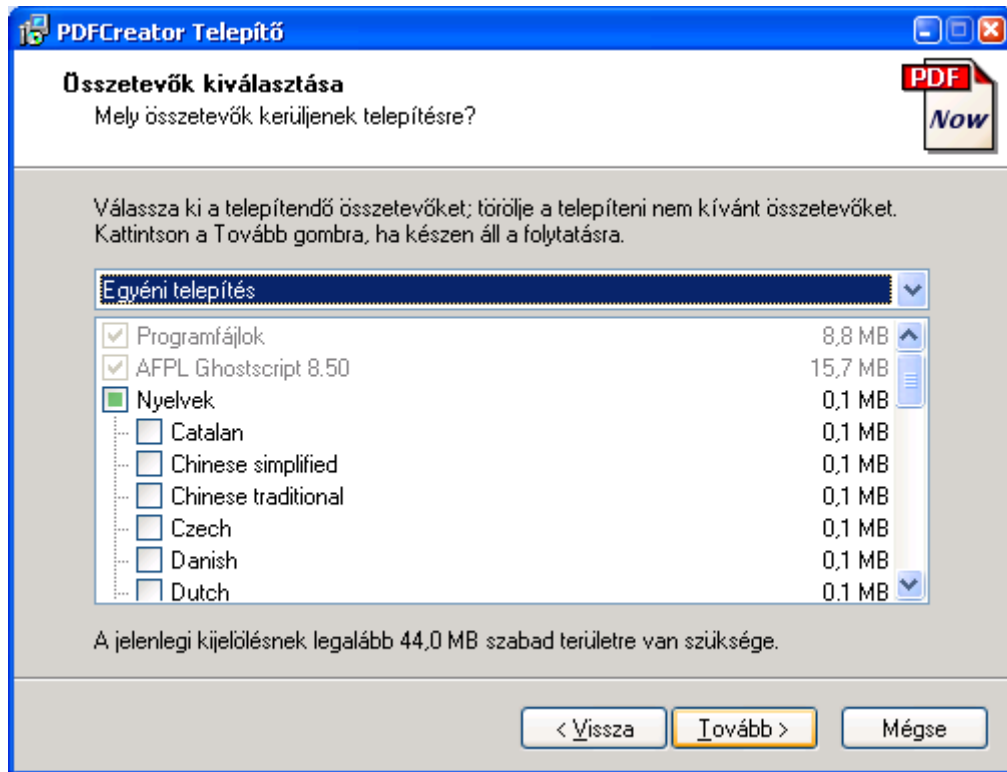 PDFCreator Telepítő
Összetevők kiválasztása
Mely összetevők kerüljenek telepítésre?
PDF
Now
Válassza ki a telepítendő összetevőket; törölje a telepíteni nem kívánt összetevőket.
Kattintson a Tovább gombra, ha készen áll a folytatásra.
Egyéni telepítés
Programfájlok 8,8 MB
AFPL Ghostscript 8.50 15,7 MB
Nyelvek 0,1 MB
Catalan 0,1 MB
Chinese simplified 0,1 MB
Chinese traditional 0,1 MB
Czech 0,1 MB
Danish 0,1 MB
Dutch 0,1 MB
A jelenlegi kijelölésnek legalább 44,0 MB szabad területre van szüksége.
< Vissza Tovább > Mégse